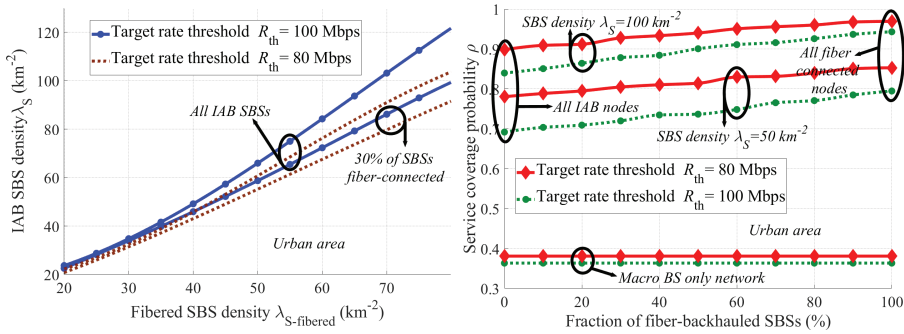 120
100
80
60
40
20
20
30
40
50
60
70
IAB SBS density λ_S (km⁻²)
Fibered SBS density λ_S-fibered (km⁻²)
Target rate threshold R_th = 100 Mbps
Target rate threshold R_th = 80 Mbps
All IAB SBSs
30% of SBSs
fiber-connected
Urban area
1
0.9
0.8
0.7
0.6
0.5
0.4
0.3
0
20
40
60
80
100
Service coverage probability ρ
Fraction of fiber-backhauled SBSs (%)
SBS density λ_S=100 km⁻²
All fiber
connected
nodes
All IAB nodes
SBS density λ_S=50 km⁻²
Target rate threshold R_th = 80 Mbps
Target rate threshold R_th = 100 Mbps
Urban area
Macro BS only network